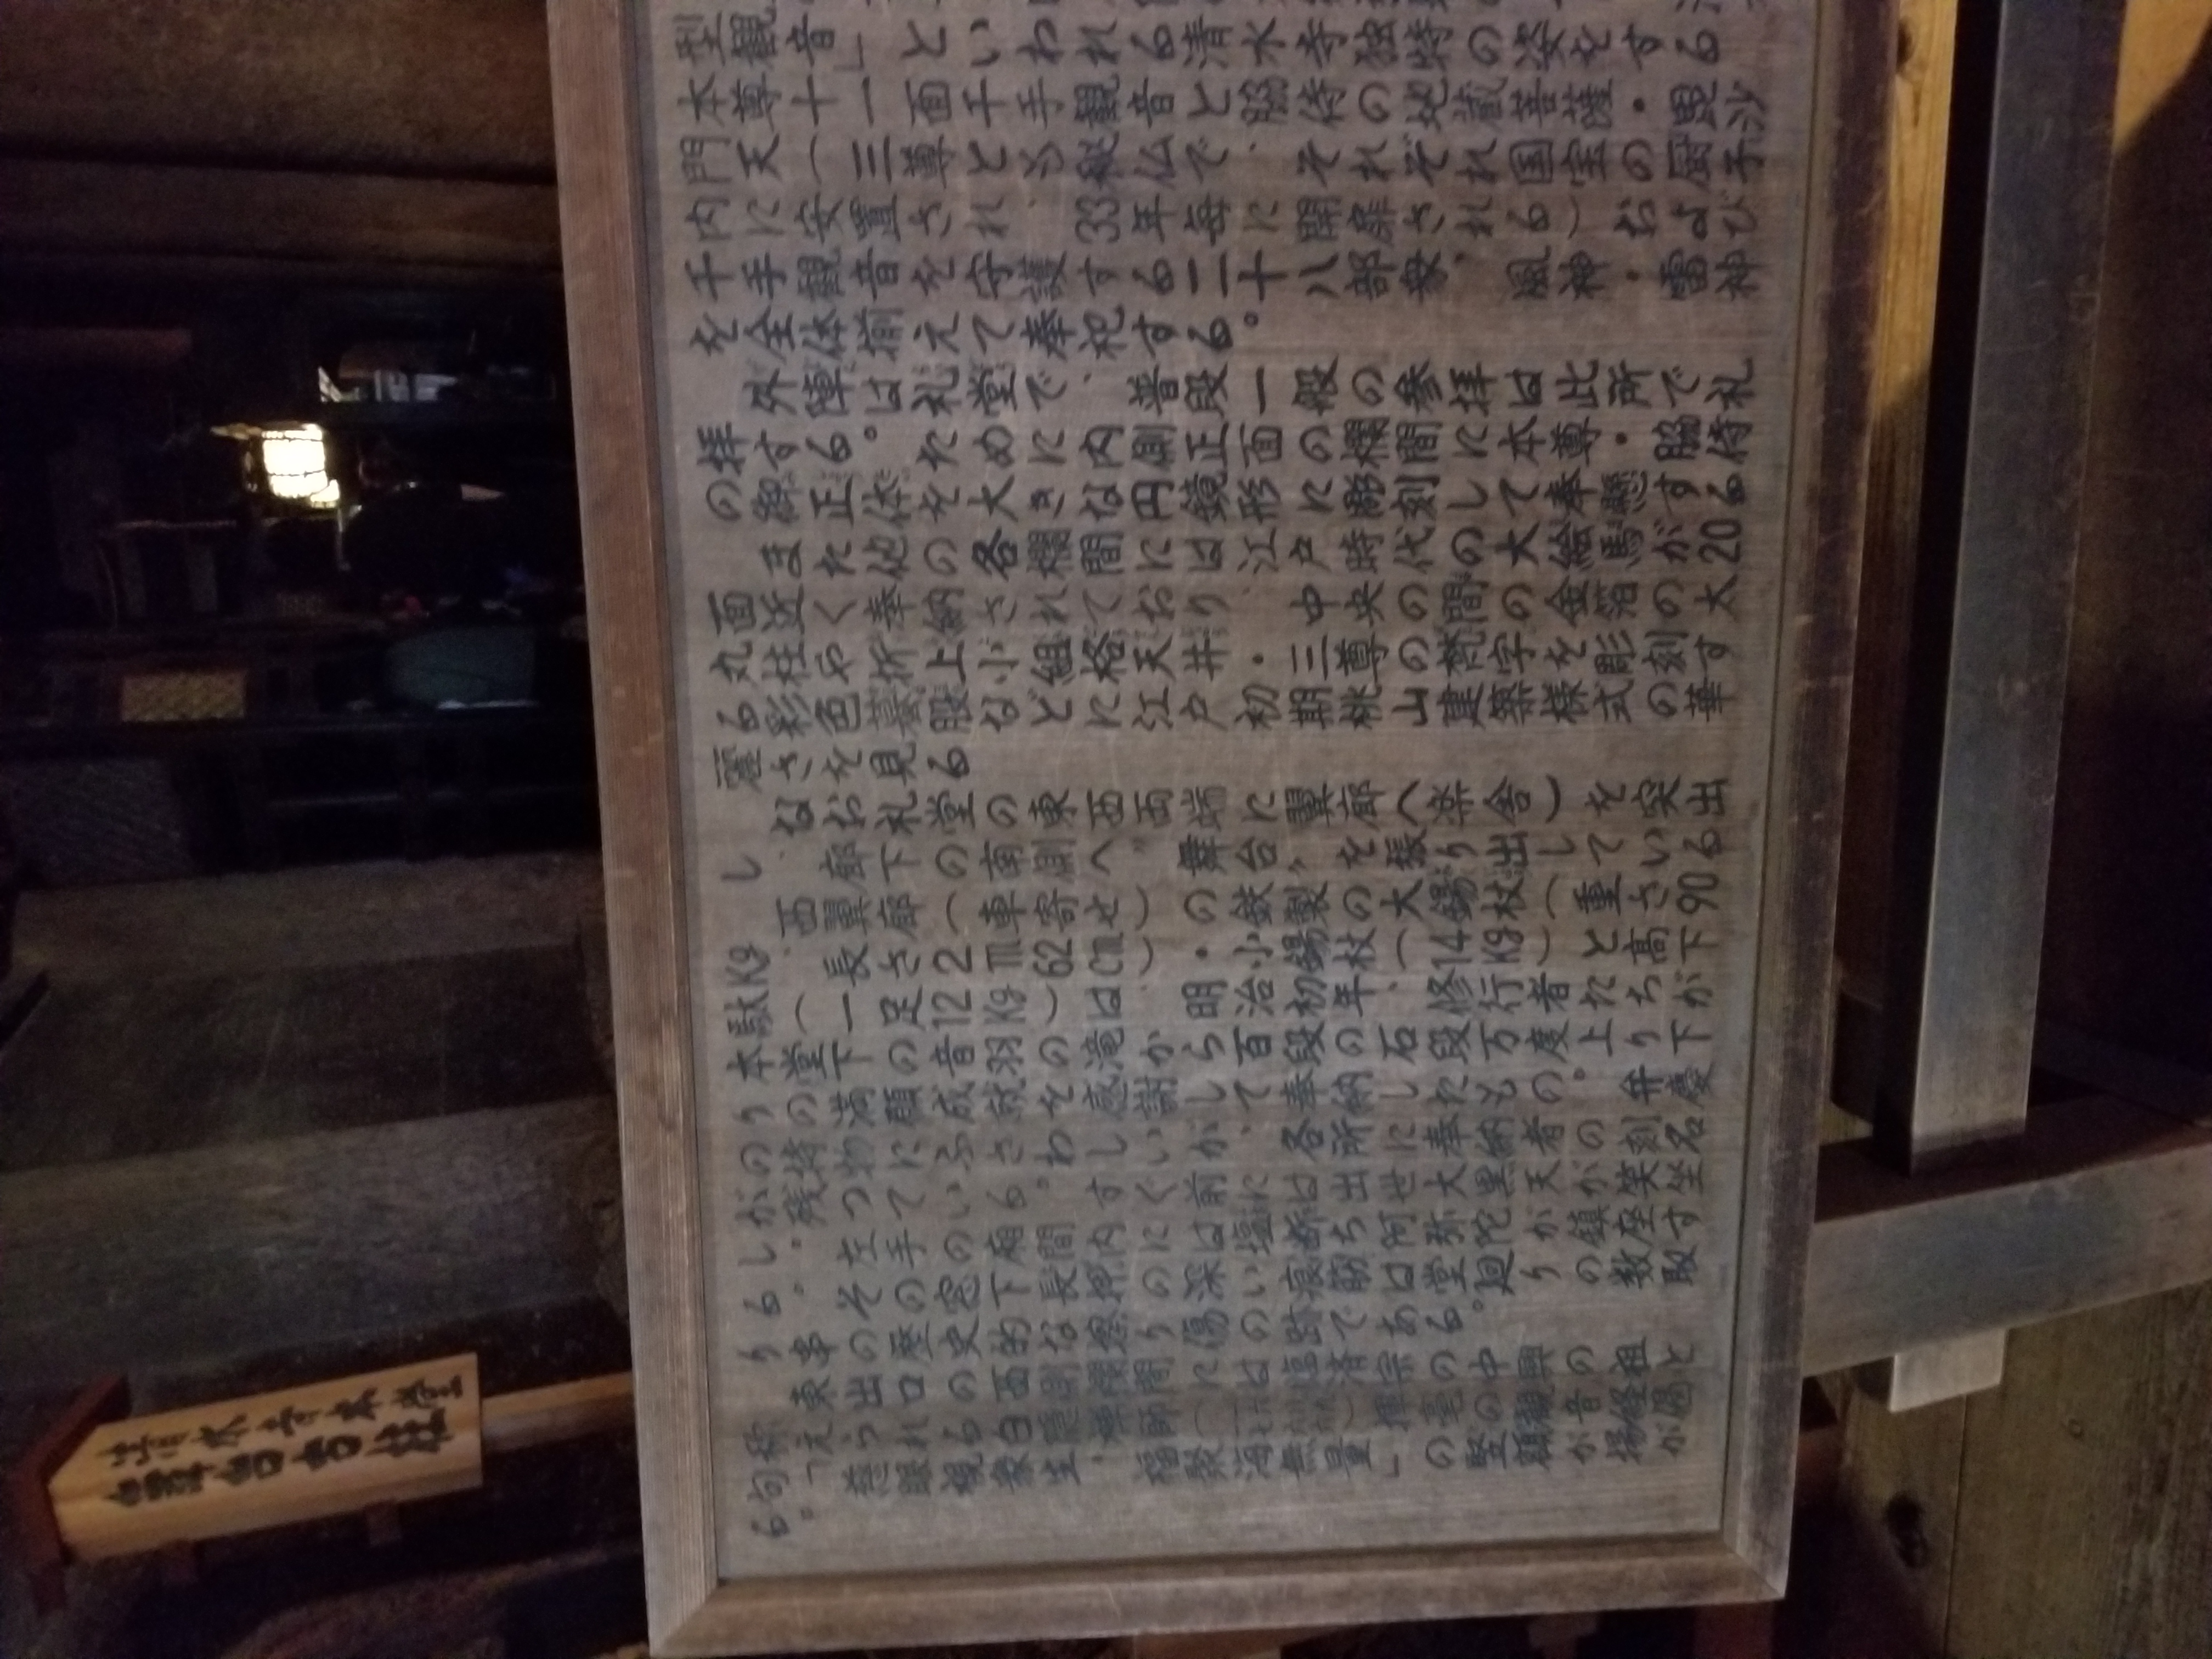 清水寺本堂
舞台古柱
型観音」といわれる清水寺独特の姿をする
本尊十一面千手観音と脇侍の地蔵菩薩・毘沙
門天(三尊とも秘仏で、それぞれ国宝の厨子
内に安置され、33年毎に開扉される)および
千手観音を守護する二十八部衆、風神・雷神
を全体揃えて奉祀する。
外陣は礼堂で、普段一般の参拝は此所で礼
拝する。ために内側正面の欄間に本尊・脇侍
の御正体を大きな円鏡形に彫刻して奉懸する
また他の各欄間には江戸時代の大絵馬が20
面近く奉納されており、中央の間の金箔の太
丸柱や折上小組格天井・三尊の梵字を彫刻す
る彩色蟇股などに江戸初期桃山建築様式の華
麗さを見る
なお礼堂の東西両端に翼廊へ楽舎)を突出
し、廊下の南側へ〝舞台〟を張り出している
西翼廊(車寄せ)の鉄製の大錫杖(重さ90
Kg、長さ2m62cm)・小錫杖(14Kg)と高下
駄(一足12Kg)は、明治初年、修行者たちが
本堂下の音羽の滝から百段の石段万度上り下
りの満願成就を感謝して奉納したもの。弁慶
の持物にふさわしいが、各所に奉納者の刻名
が残っている。すぐ前には出世大黒天が笑坐
し、左手の廂間内には塩断ち阿弥陀が鎮座す
る。その窓下長押の深い痕筋は堂廻りの数取
り串の歴史的な擦り傷の跡である。
東出口の西側欄間には臨済宗の中興の祖と
称えられる白隠禅師 揮毫の観音経偈
句「慈眼視衆生、福聚海無量」の竪額が揚が
る。